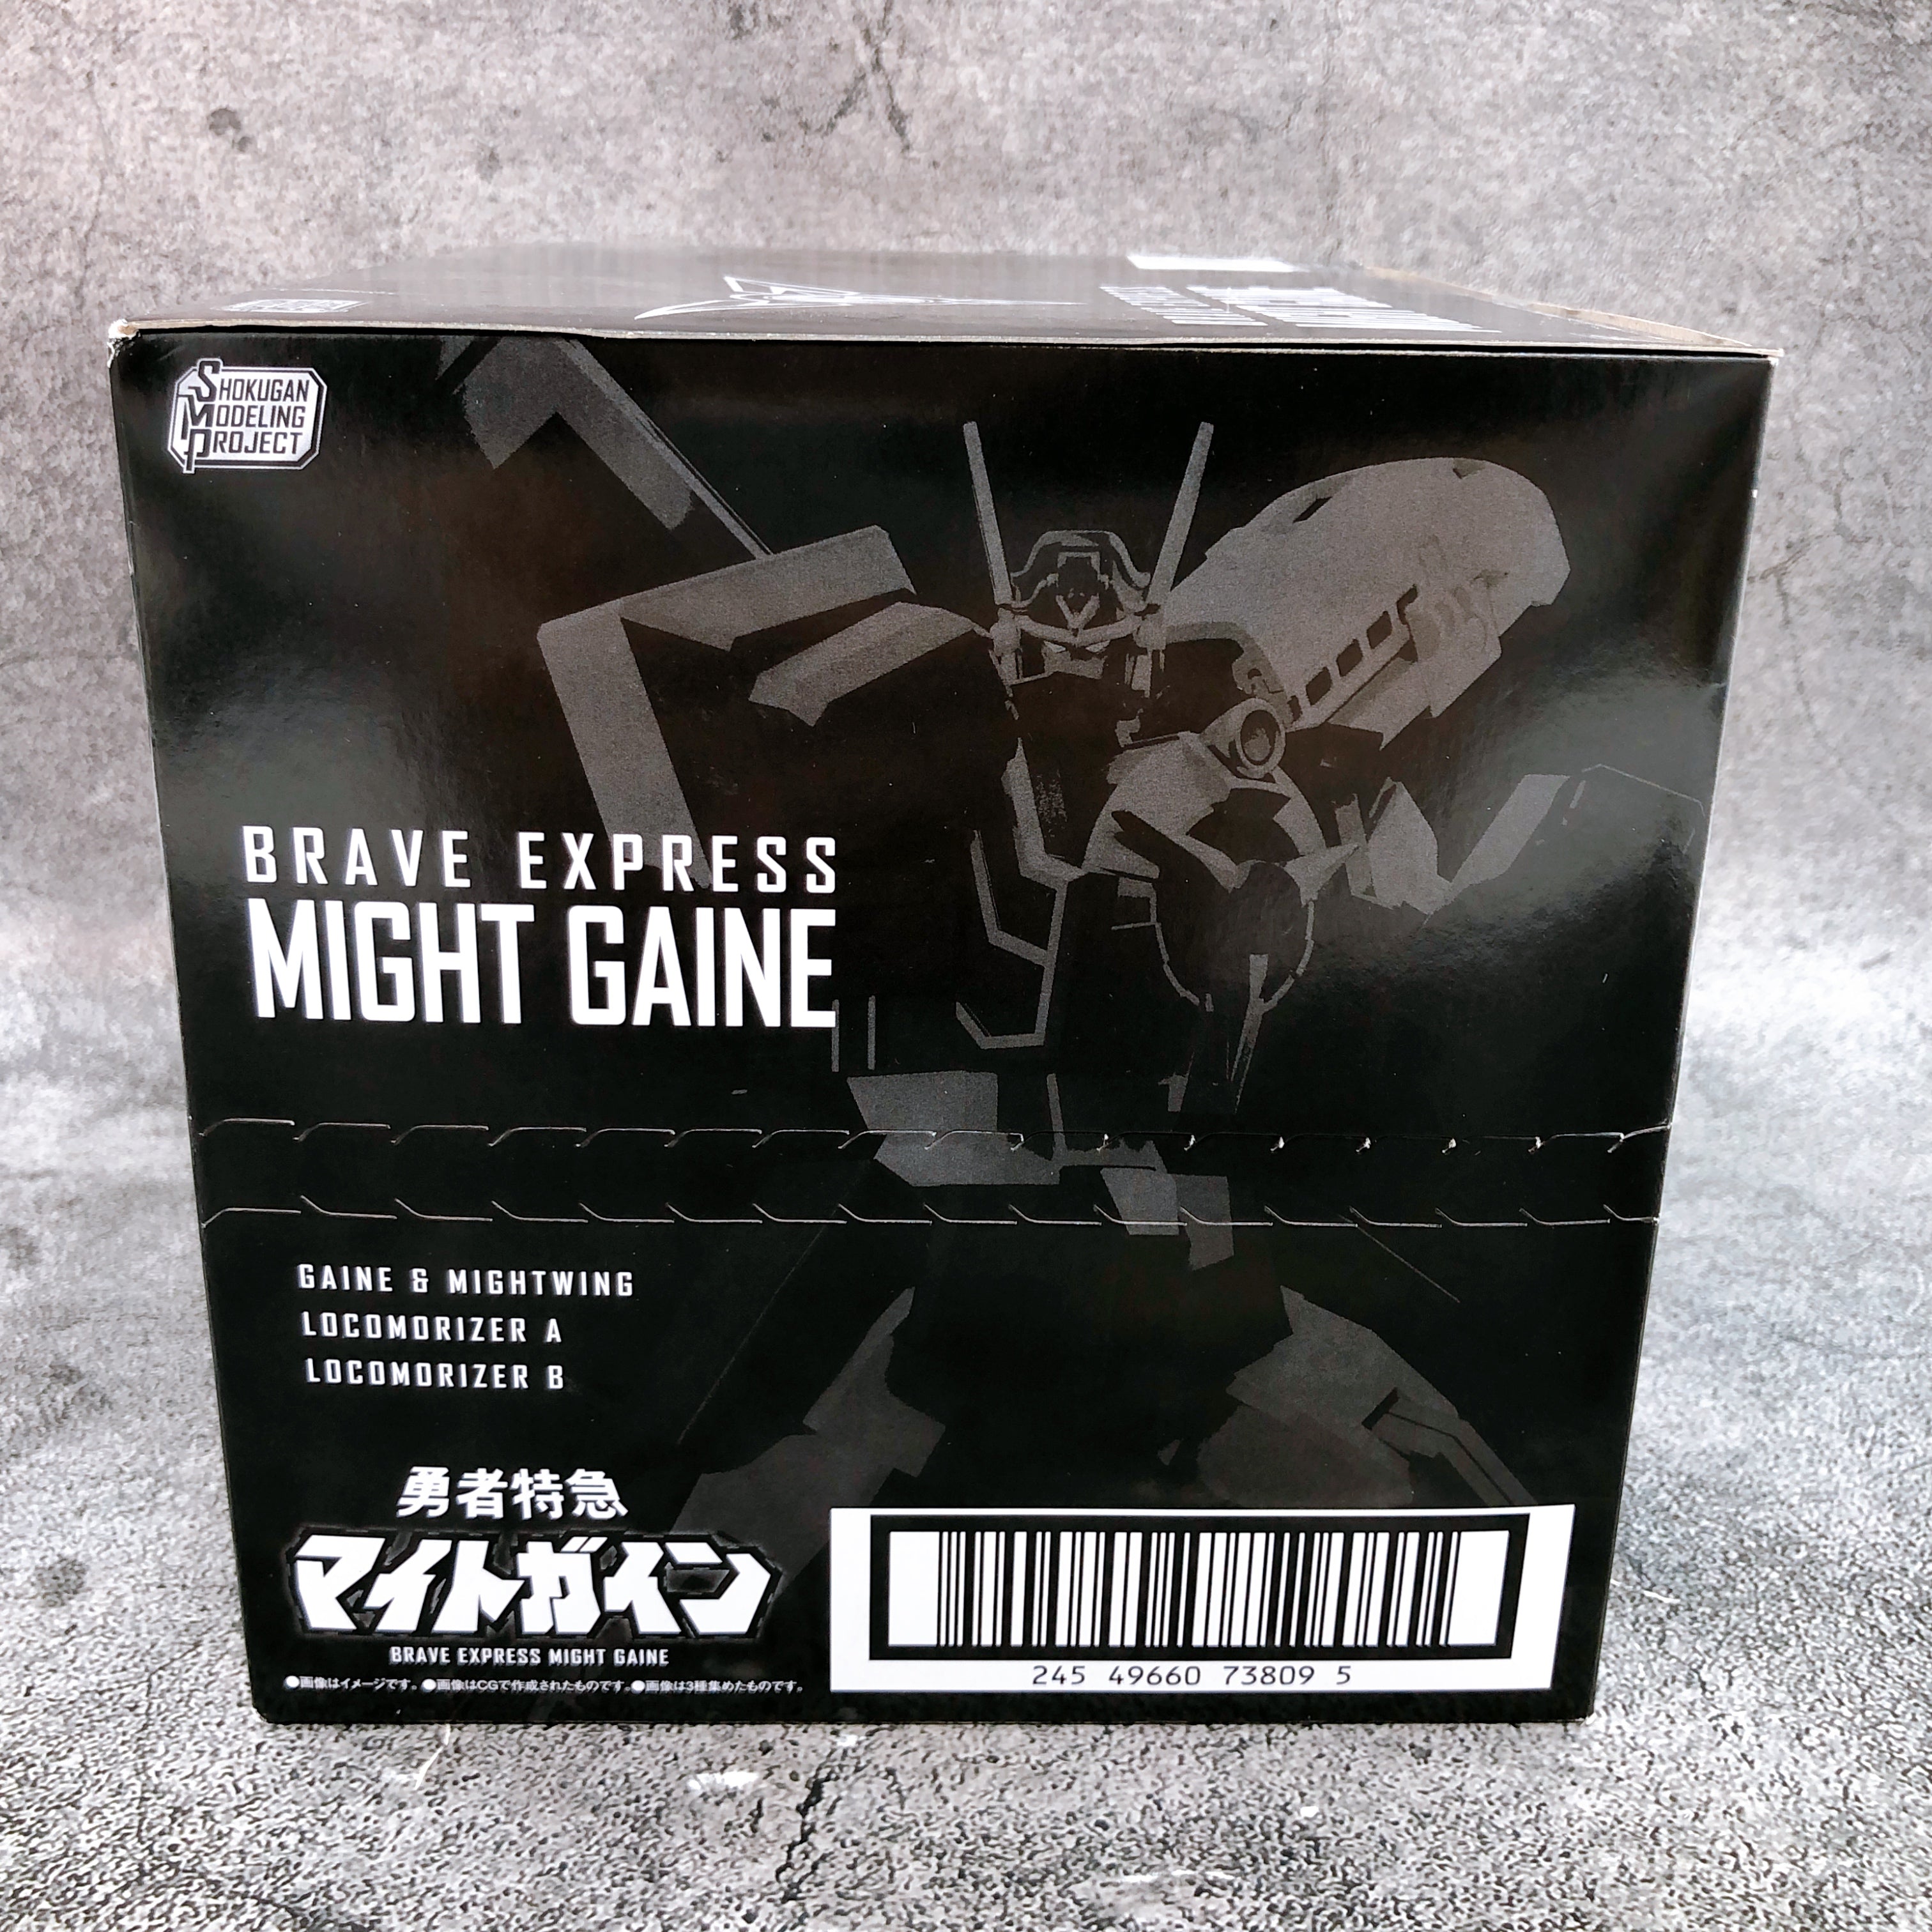 SHOKUGAN
MODELING
PROJECT
BRAVE EXPRESS
MIGHT GAINE
GAINE & MIGHTWING
LOCOMORIZER A
LOCOMORIZER B
勇者特急
マイトガイン
BRAVE EXPRESS MIGHT GAINE
●画像はイメージです。●画像はCGで作成されたものです。●画像は3種集めたものです。
245 49660 73809 5